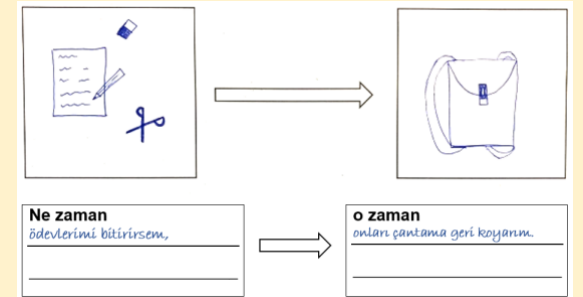 Ne zaman
ödevlerimi bitirirsem,
o zaman
onları çantama geri koyarım.